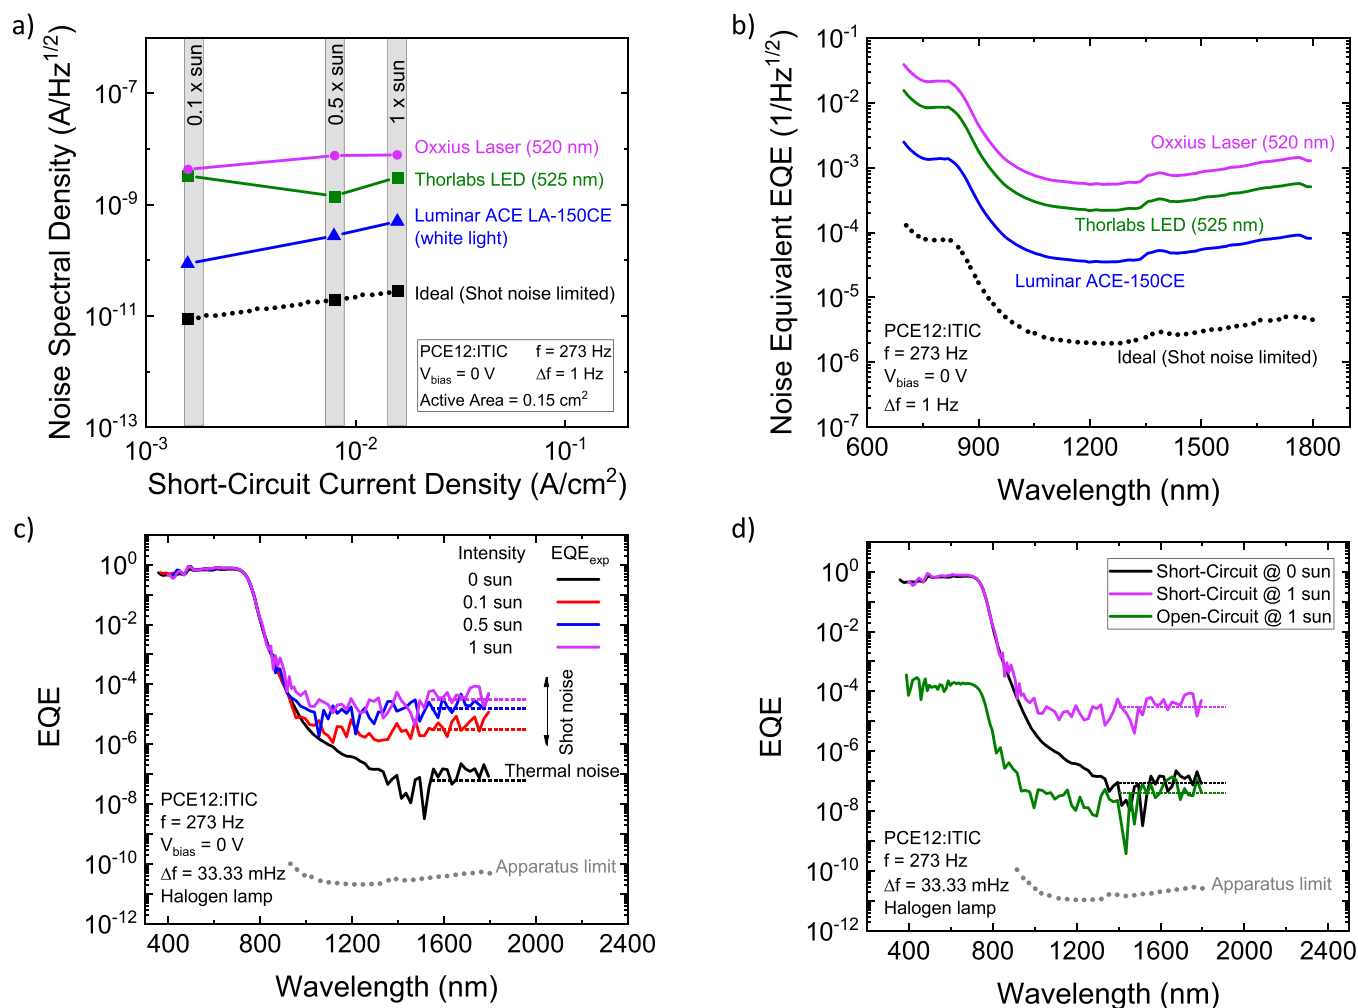 a)
Noise Spectral Density (A/Hz^1/2)
10^-7
10^-9
10^-11
10^-13
0.1 x sun
0.5 x sun
1 x sun
Oxxius Laser (520 nm)
Thorlabs LED (525 nm)
Luminar ACE LA-150CE
(white light)
Ideal (Shot noise limited)
PCE12:ITIC f = 273 Hz
V_bias = 0 V Δf = 1 Hz
Active Area = 0.15 cm^2
10^-3 10^-2 10^-1
Short-Circuit Current Density (A/cm^2)
b)
Noise Equivalent EQE (1/Hz^1/2)
10^-1
10^-2
10^-3
10^-4
10^-5
10^-6
10^-7
Oxxius Laser (520 nm)
Thorlabs LED (525 nm)
Luminar ACE-150CE
Ideal (Shot noise limited)
PCE12:ITIC
f = 273 Hz
V_bias = 0 V
Δf = 1 Hz
600 900 1200 1500 1800
Wavelength (nm)
c)
EQE
10^0
10^-2
10^-4
10^-6
10^-8
10^-10
10^-12
Intensity EQE_exp
0 sun
0.1 sun
0.5 sun
1 sun
Shot noise
Thermal noise
PCE12:ITIC
f = 273 Hz
V_bias = 0 V
Δf = 33.33 mHz
Halogen lamp
Apparatus limit
400 800 1200 1600 2000 2400
Wavelength (nm)
d)
EQE
10^0
10^-2
10^-4
10^-6
10^-8
10^-10
10^-12
Short-Circuit @ 0 sun
Short-Circuit @ 1 sun
Open-Circuit @ 1 sun
PCE12:ITIC
f = 273 Hz
Δf = 33.33 mHz
Halogen lamp
Apparatus limit
400 800 1200 1600 2000 2400
Wavelength (nm)